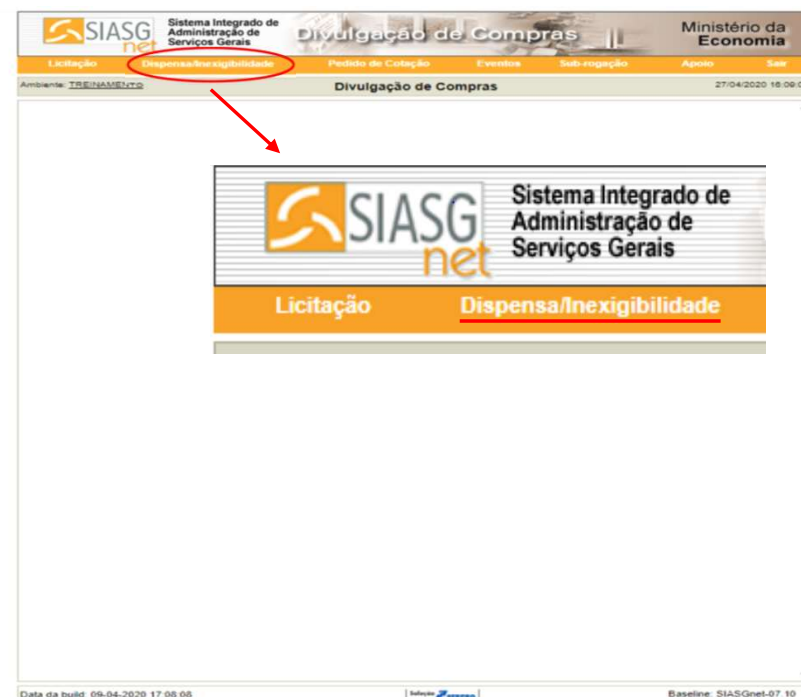 SIASG
net
Sistema Integrado de
Administração de
Serviços Gerais
Divulgação de Compras
Ministério da
Economia
Licitação Dispensa/Inexigibilidade Pedido de Cotação Eventos Sub-rogação Apoio Sair
Ambiente: TREINAMENTO Divulgação de Compras 27/04/2020 16:09:0
SIASG
net
Sistema Integrado de
Administração de
Serviços Gerais
Licitação Dispensa/Inexigibilidade
Data da build: 09-04-2020 17:08:08 Solução SERPRO Baseline: SIASGnet-07.10